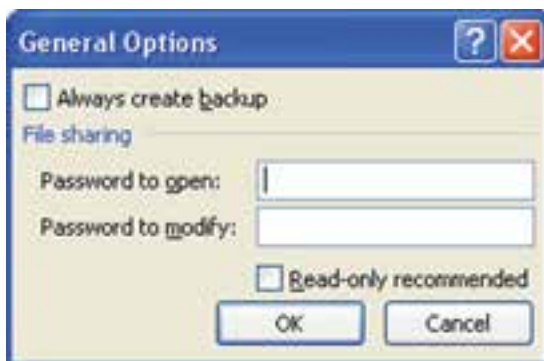 General Options
Always create backup
File sharing
Password to open:
Password to modify:
Read-only recommended
OK Cancel